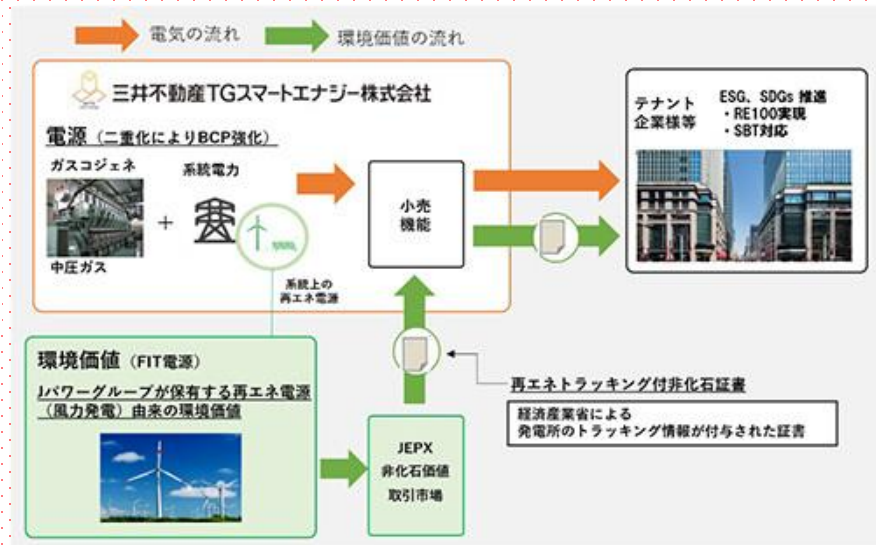 電気の流れ
環境価値の流れ
三井不動産TGスマートエナジー株式会社
電源（二重化によりBCP強化）
ガスコジェネ
系統電力
+
中圧ガス
系統上の
再エネ電源
小売
機能
テナント
企業様等
ESG、SDGs 推進
・RE100実現
・SBT対応
環境価値（FIT電源）
Jパワーグループが保有する再エネ電源
（風力発電）由来の環境価値
JEPX
非化石価値
取引市場
再エネトラッキング付非化石証書
経済産業省による
発電所のトラッキング情報が付与された証書